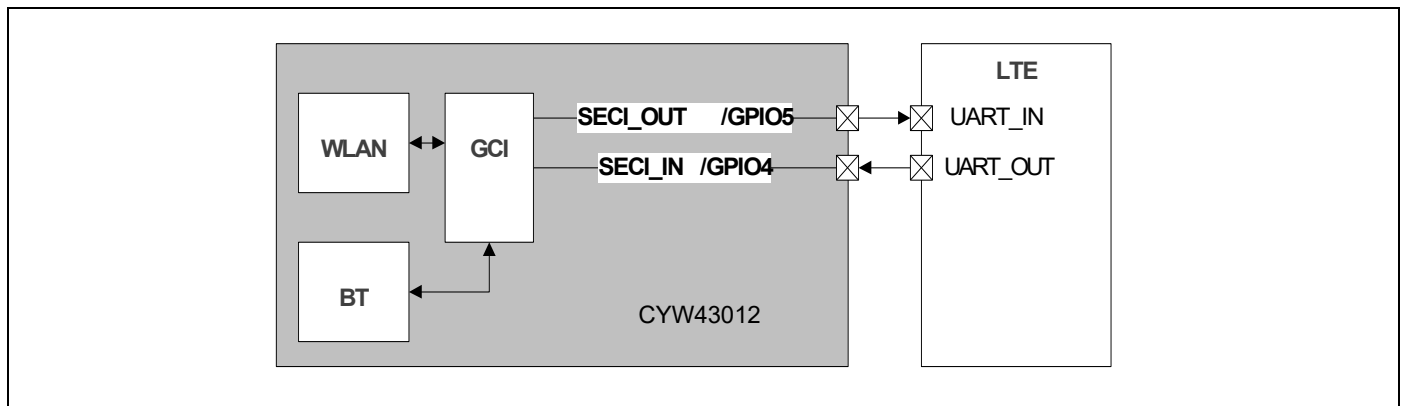 LTE
SECI_OUT /GPIO5
UART_IN
WLAN
GCI
SECI_IN /GPIO4
UART_OUT
BT
CYW43012